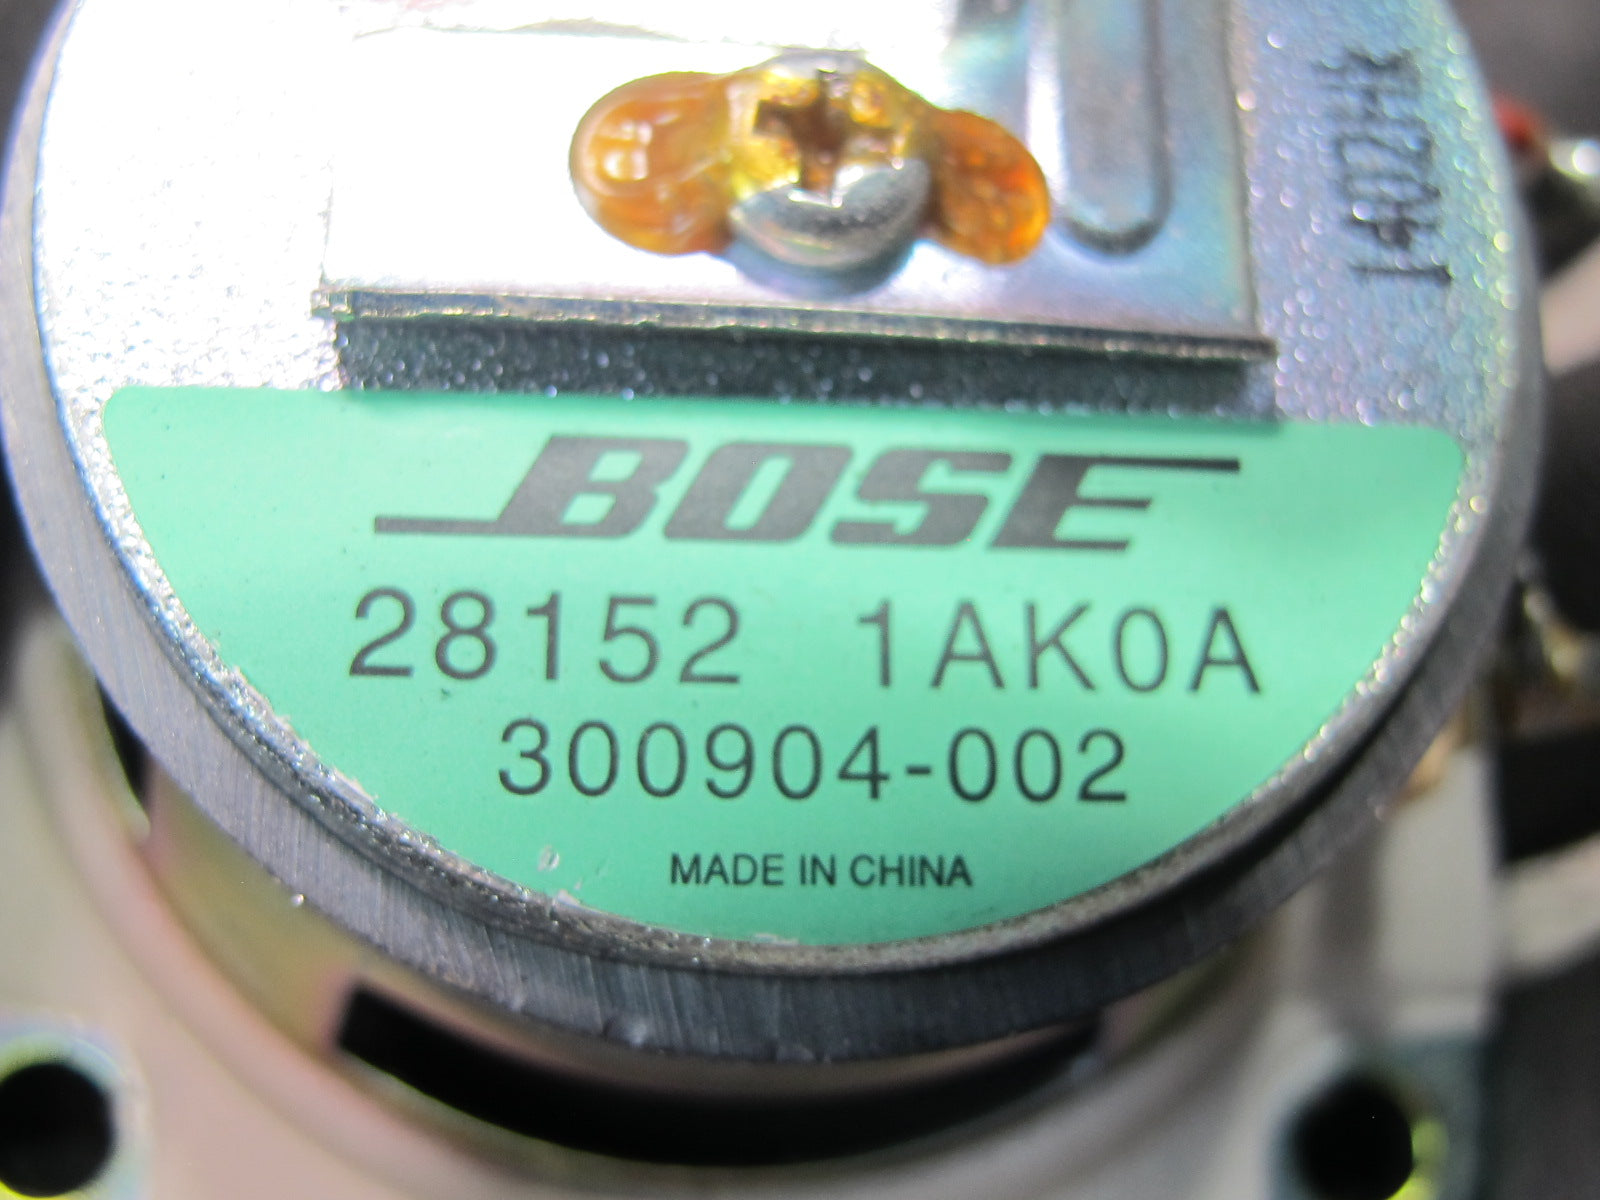 BOSE
28152 1AK0A
300904-002
MADE IN CHINA